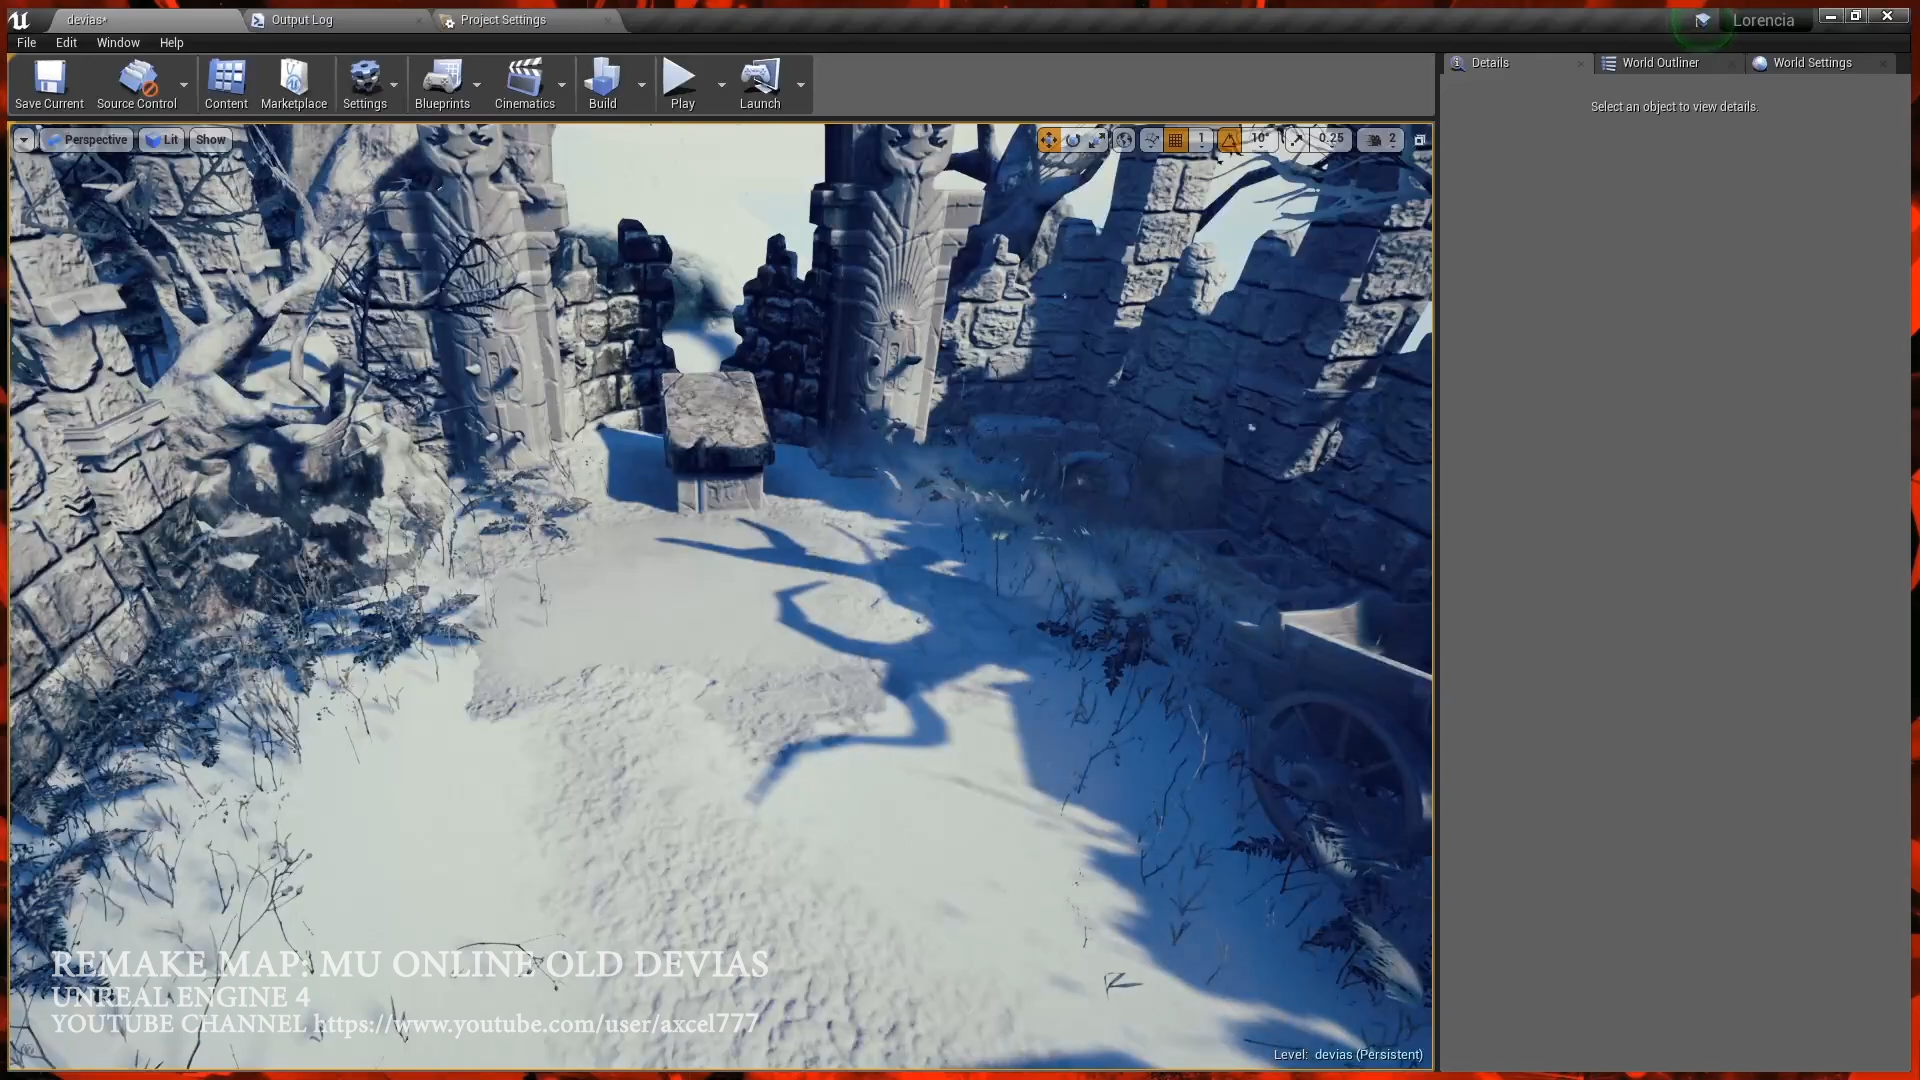 devias*
Output Log
Project Settings
Lorencia
File Edit Window Help
Save Current
Source Control
Content
Marketplace
Settings
Blueprints
Cinematics
Build
Play
Launch
Details
World Outliner
World Settings
Select an object to view details.
Perspective
Lit
Show
1
10°
0.25
2
REMAKE MAP: MU ONLINE OLD DEVIAS
UNREAL ENGINE 4
YOUTUBE CHANNEL https://www.youtube.com/user/axcel777
Level: devias (Persistent)